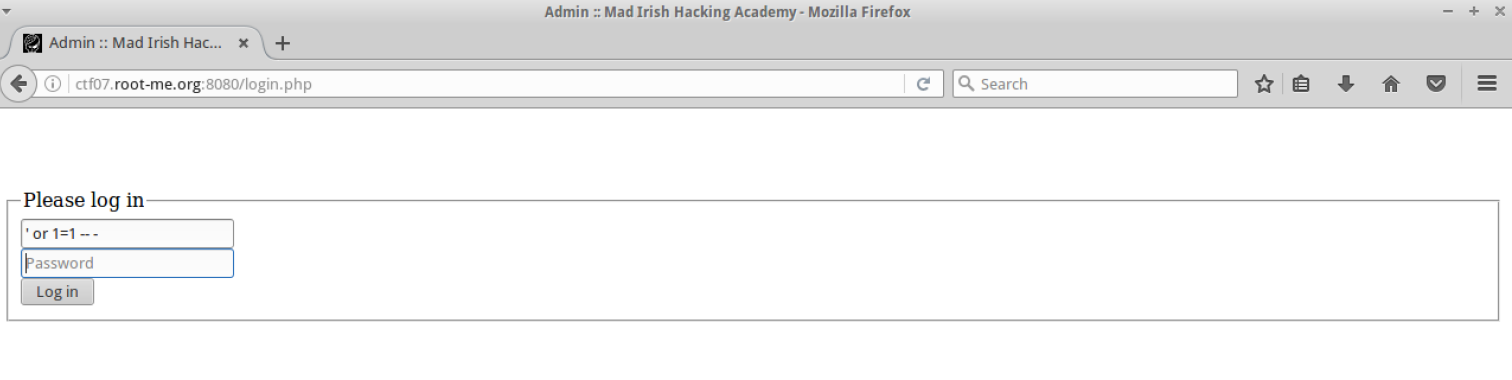 Admin :: Mad Irish Hacking Academy - Mozilla Firefox
Admin :: Mad Irish Hac...
ctf07.root-me.org:8080/login.php
Search
Please log in
' or 1=1 -- -
Password
Log in